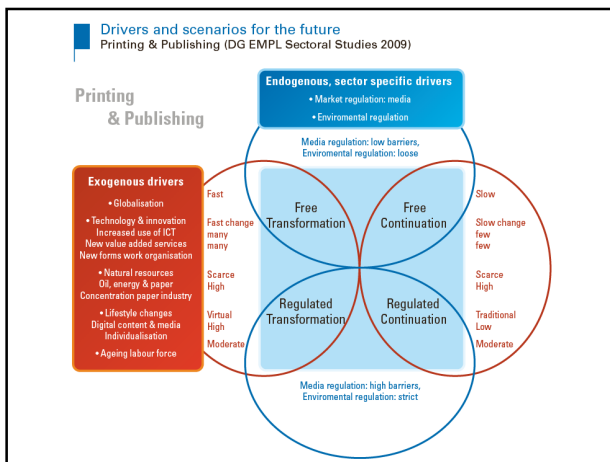 Drivers and scenarios for the future
Printing & Publishing (DG EMPL Sectoral Studies 2009)
Printing
& Publishing
Endogenous, sector specific drivers
• Market regulation: media
• Enviromental regulation
Media regulation: low barriers,
Enviromental regulation: loose
Exogenous drivers
• Globalisation
• Technology & innovation
Increased use of ICT
New value added services
New forms work organisation
• Natural resources
Oil, energy & paper
Concentration paper industry
• Lifestyle changes
Digital content & media
Individualisation
• Ageing labour force
Fast
Fast change
many
many
Scarce
High
Virtual
High
Moderate
Free
Transformation
Free
Continuation
Regulated
Transformation
Regulated
Continuation
Slow
Slow change
few
few
Scarce
High
Traditional
Low
Moderate
Media regulation: high barriers,
Enviromental regulation: strict